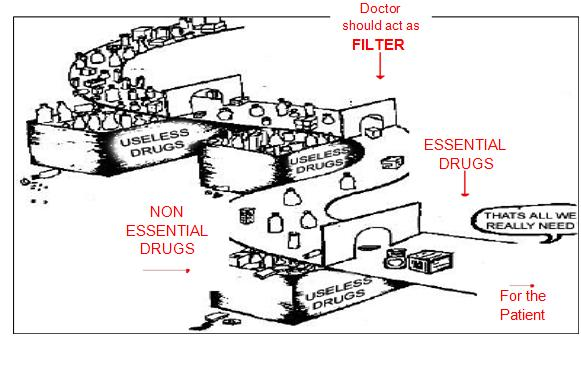 Doctor
should act as
FILTER
USELESS
DRUGS
USELESS
DRUGS
ESSENTIAL
DRUGS
NON
ESSENTIAL
DRUGS
THATS ALL WE
REALLY NEED
USELESS
DRUGS
For the
Patient